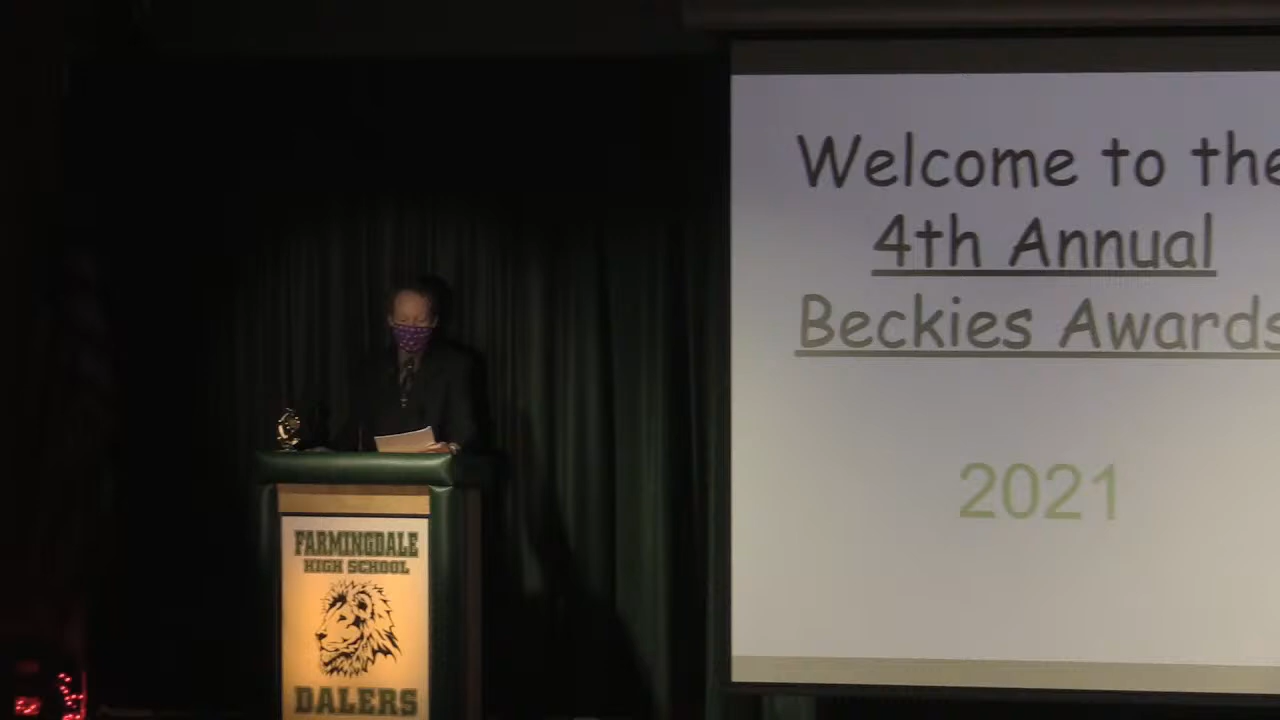 Welcome to the
4th Annual
Beckies Awards
2021
FARMINGDALE
HIGH SCHOOL
DALERS